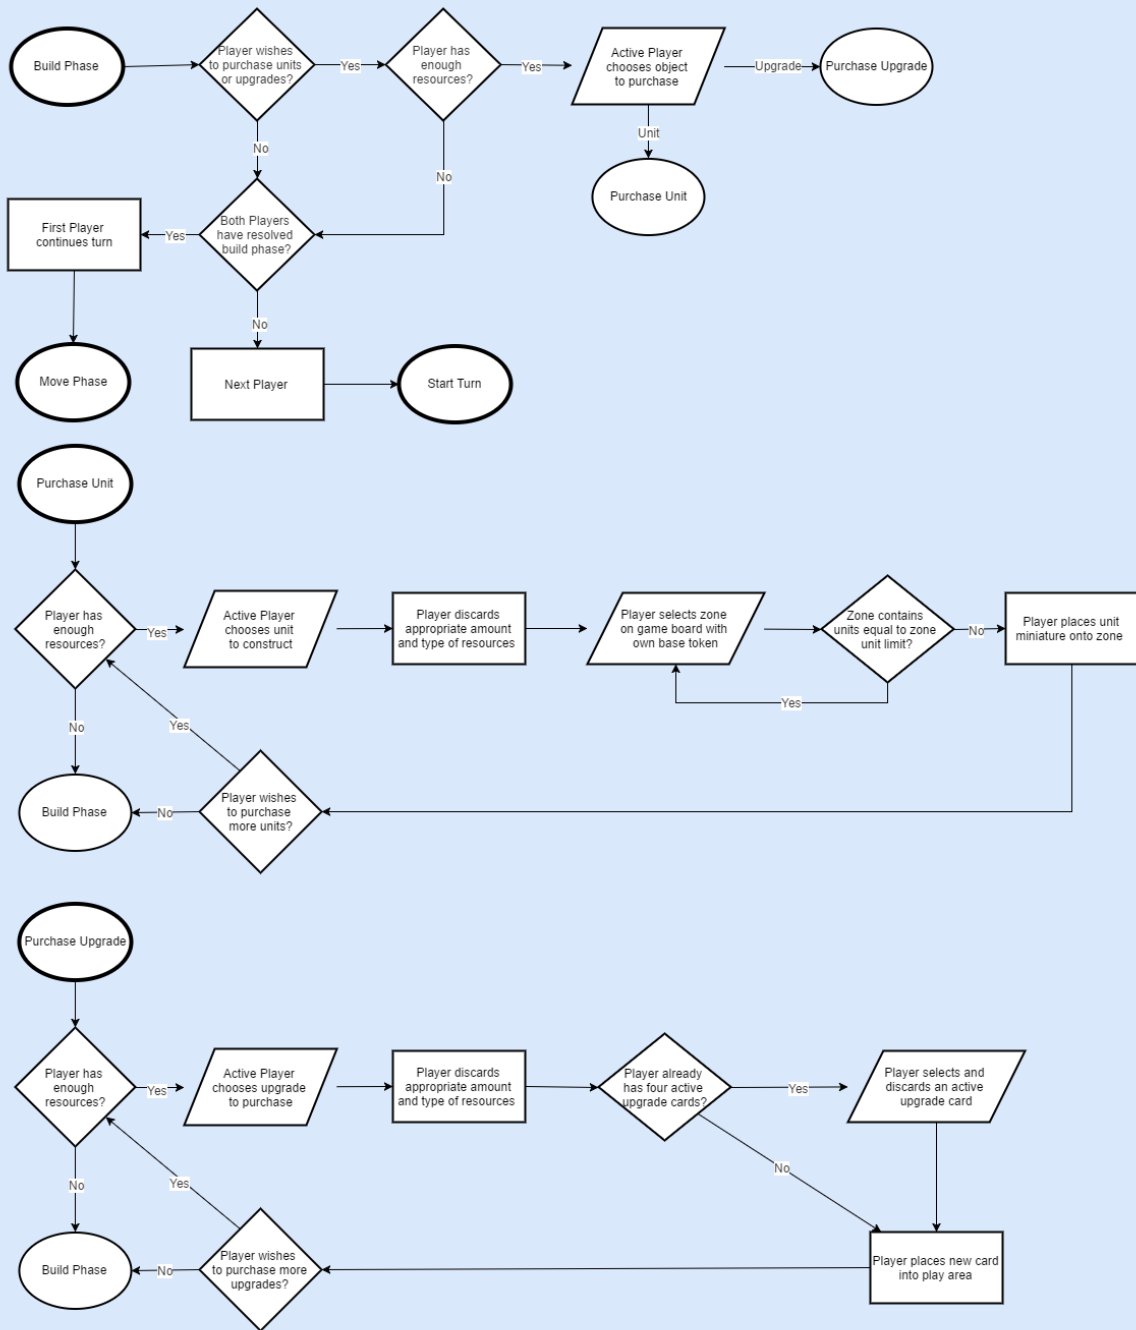 Build Phase
Player wishes
to purchase units
or upgrades?
Yes
Player has
enough
resources?
Yes
Active Player
chooses object
to purchase
Upgrade
Purchase Upgrade
No
No
Unit
Purchase Unit
First Player
continues turn
Yes
Both Players
have resolved
build phase?
No
Move Phase
Next Player
Start Turn
Purchase Unit
Player has
enough
resources?
Yes
Active Player
chooses unit
to construct
Player discards
appropriate amount
and type of resources
Player selects zone
on game board with
own base token
Zone contains
units equal to zone
unit limit?
No
Player places unit
miniature onto zone
Yes
No
Yes
Build Phase
No
Player wishes
to purchase
more units?
Purchase Upgrade
Player has
enough
resources?
Yes
Active Player
chooses upgrade
to purchase
Player discards
appropriate amount
and type of resources
Player already
has four active
upgrade cards?
Yes
Player selects and
discards an active
upgrade card
No
No
Yes
Build Phase
No
Player wishes
to purchase more
upgrades?
Player places new card
into play area